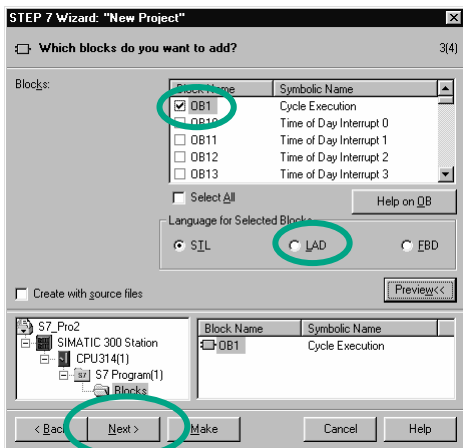 STEP 7 Wizard: "New Project"
Which blocks do you want to add? 3(4)
Blocks:
Block Name Symbolic Name
OB1 Cycle Execution
OB10 Time of Day Interrupt 0
OB11 Time of Day Interrupt 1
OB12 Time of Day Interrupt 2
OB13 Time of Day Interrupt 3
Select All
Help on OB
Language for Selected Blocks
STL LAD FBD
Create with source files
Preview<<
S7_Pro2
SIMATIC 300 Station
CPU314(1)
S7 S7 Program(1)
Blocks
Block Name Symbolic Name
OB1 Cycle Execution
< Back Next > Make Cancel Help